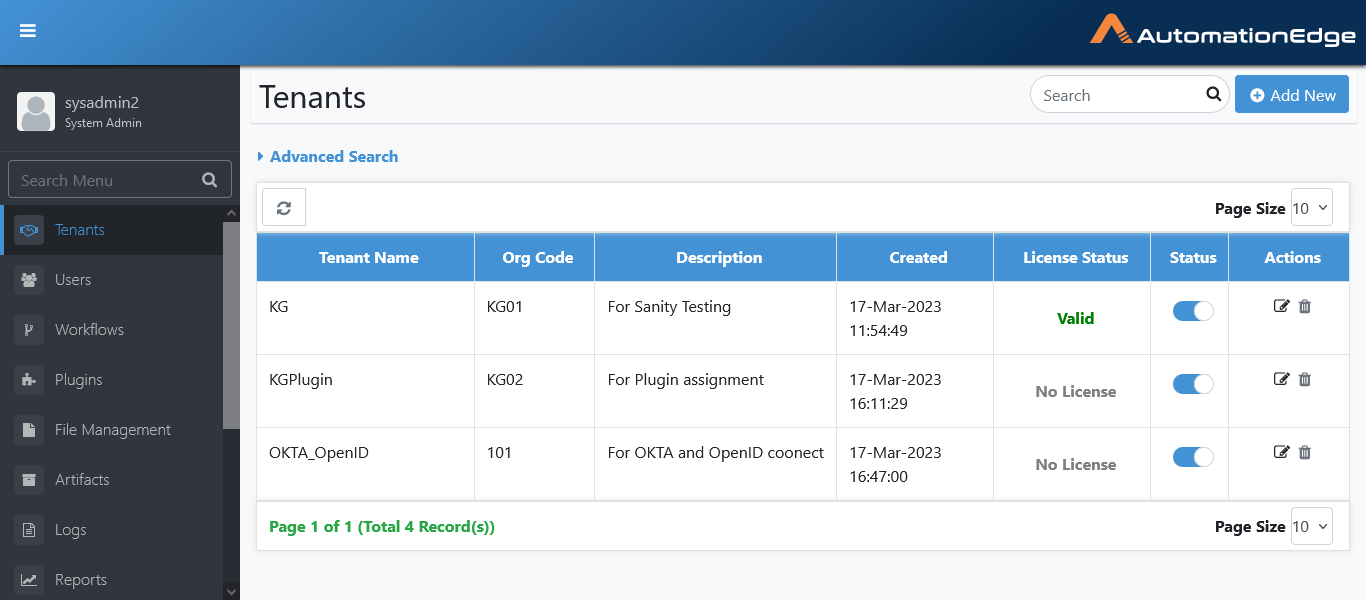 AutomationEdge
sysadmin2
System Admin
Search Menu
Tenants
Users
Workflows
Plugins
File Management
Artifacts
Logs
Reports
Tenants
Search
Add New
Advanced Search
Page Size 10
Tenant Name Org Code Description Created License Status Status Actions
KG KG01 For Sanity Testing 17-Mar-2023 11:54:49 Valid
KGPlugin KG02 For Plugin assignment 17-Mar-2023 16:11:29 No License
OKTA_OpenID 101 For OKTA and OpenID coonect 17-Mar-2023 16:47:00 No License
Page 1 of 1 (Total 4 Record(s)) Page Size 10